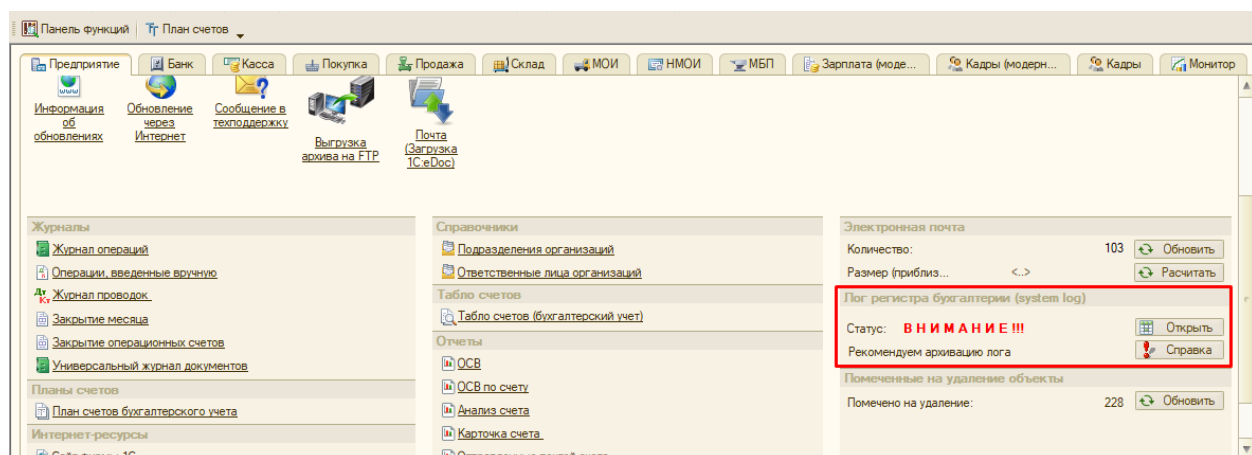 Панель функций
План счетов
Предприятие Банк Касса Покупка Продажа Склад МОИ НМОИ МБП Зарплата (моде... Кадры (модерн... Кадры Монитор
Информация
об
обновлениях
Обновление
через
Интернет
Сообщение в
техподдержку
Выгрузка
архива на FTP
Почта
(Загрузка
1С:eDoc)
Журналы
Журнал операций
Операции, введенные вручную
Журнал проводок
Закрытие месяца
Закрытие операционных счетов
Универсальный журнал документов
Планы счетов
План счетов бухгалтерского учета
Интернет-ресурсы
Справочники
Подразделения организаций
Ответственные лица организаций
Табло счетов
Табло счетов (бухгалтерский учет)
Отчеты
ОСВ
ОСВ по счету
Анализ счета
Карточка счета
Электронная почта
Количество: 103 Обновить
Размер (приблиз... <..> Расчитать
Лог регистра бухгалтерии (system log)
Статус: В Н И М А Н И Е !!! Открыть
Рекомендуем архивацию лога Справка
Помеченные на удаление объекты
Помечено на удаление: 228 Обновить